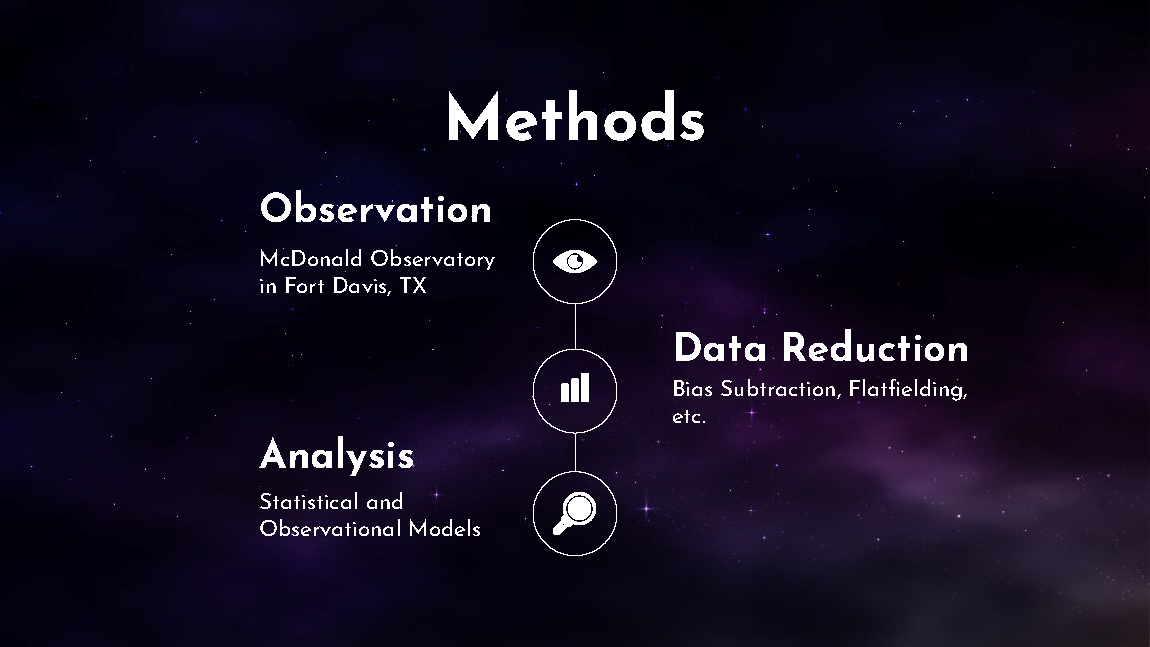 Methods
Observation
McDonald Observatory
in Fort Davis, TX
Data Reduction
Bias Subtraction, Flatfielding,
etc.
Analysis
Statistical and
Observational Models